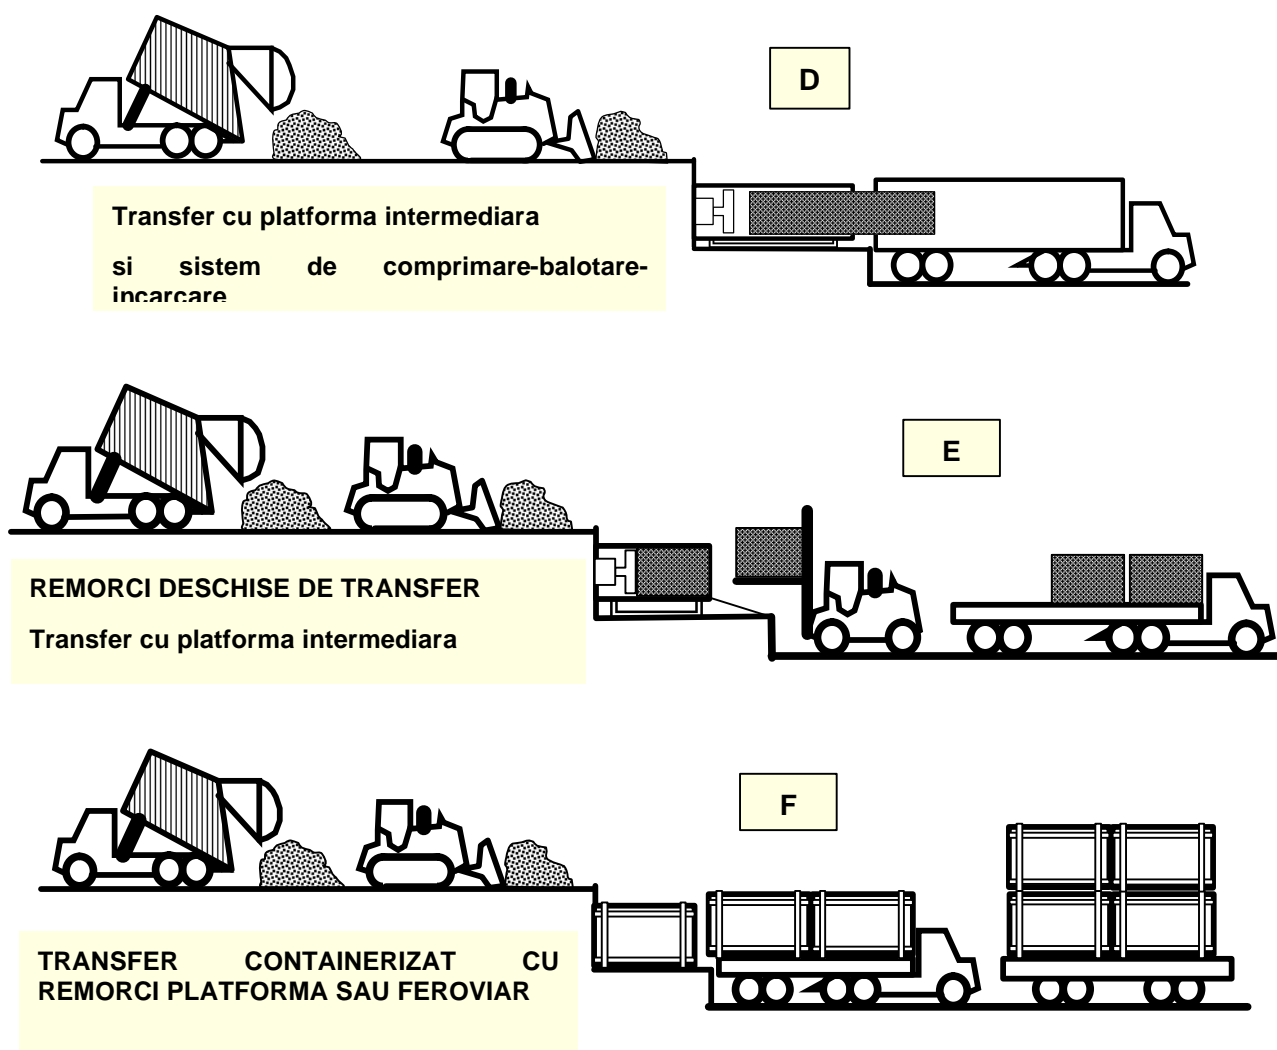 D
Transfer cu platforma intermediara
si sistem de comprimare-balotare-
incarcare
E
REMORCI DESCHISE DE TRANSFER
Transfer cu platforma intermediara
F
TRANSFER CONTAINERIZAT CU
REMORCI PLATFORMA SAU FEROVIAR